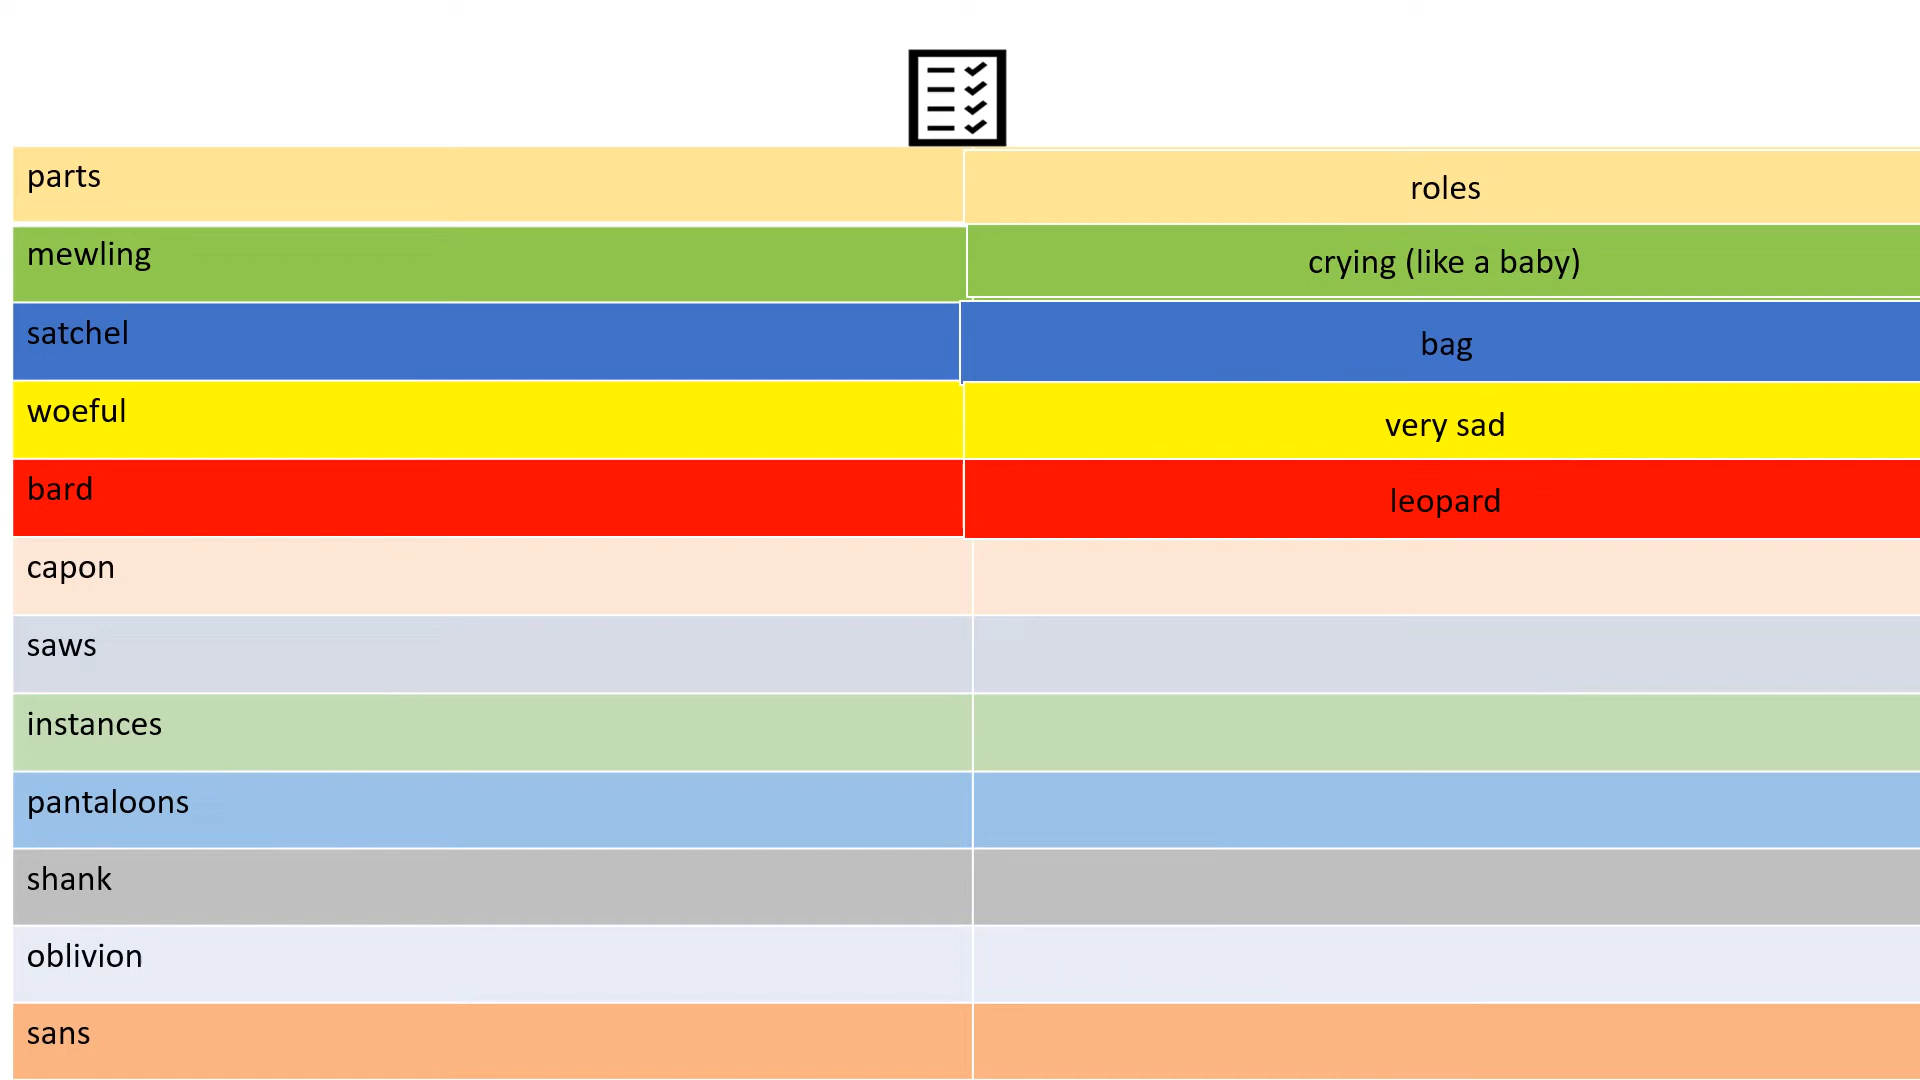 parts
roles
mewling
crying (like a baby)
satchel
bag
woeful
very sad
bard
leopard
capon
saws
instances
pantaloons
shank
oblivion
sans